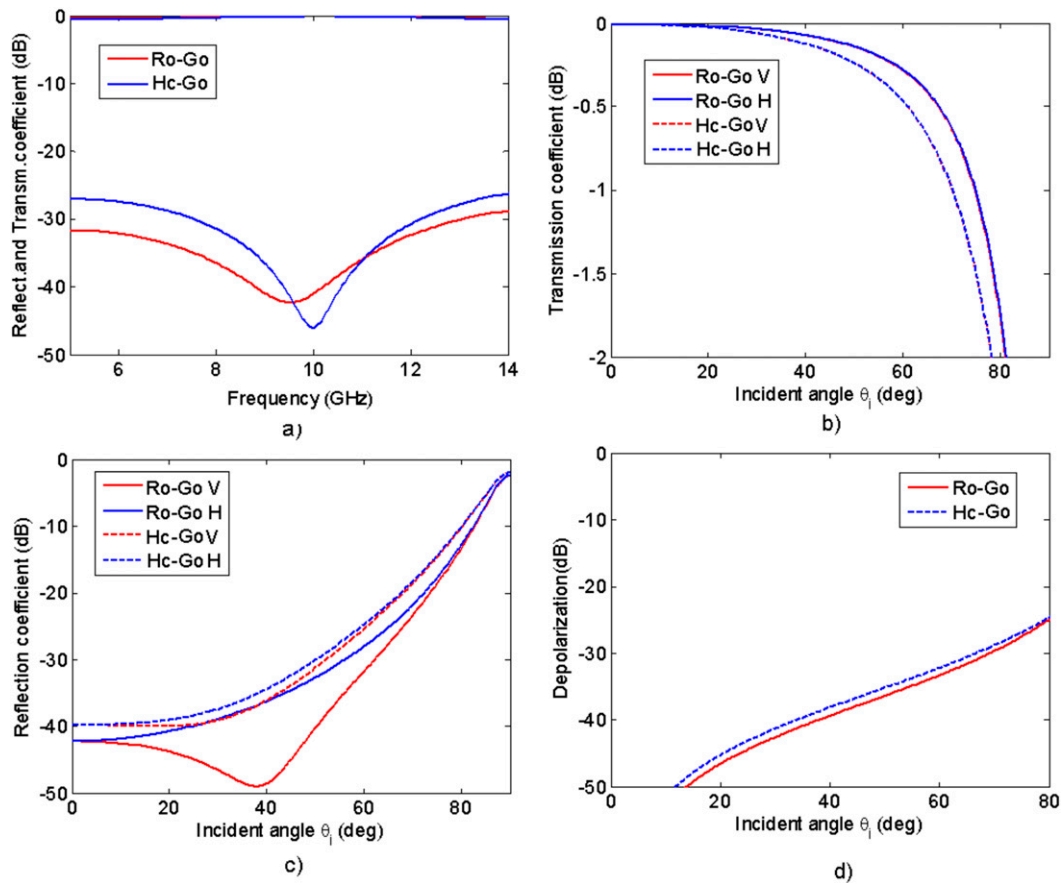 0
-10
-20
-30
-40
-50
Reflect.and Transm.coefficient (dB)
Ro-Go
Hc-Go
6
8
10
12
14
Frequency (GHz)
a)
0
-0.5
-1
-1.5
-2
Transmission coefficient (dB)
Ro-Go V
Ro-Go H
Hc-Go V
Hc-Go H
0
20
40
60
80
Incident angle θi (deg)
b)
0
-10
-20
-30
-40
-50
Reflection coefficient (dB)
Ro-Go V
Ro-Go H
Hc-Go V
Hc-Go H
0
20
40
60
80
Incident angle θi (deg)
c)
0
-10
-20
-30
-40
-50
Depolarization(dB)
Ro-Go
Hc-Go
0
20
40
60
80
Incident angle θi (deg)
d)